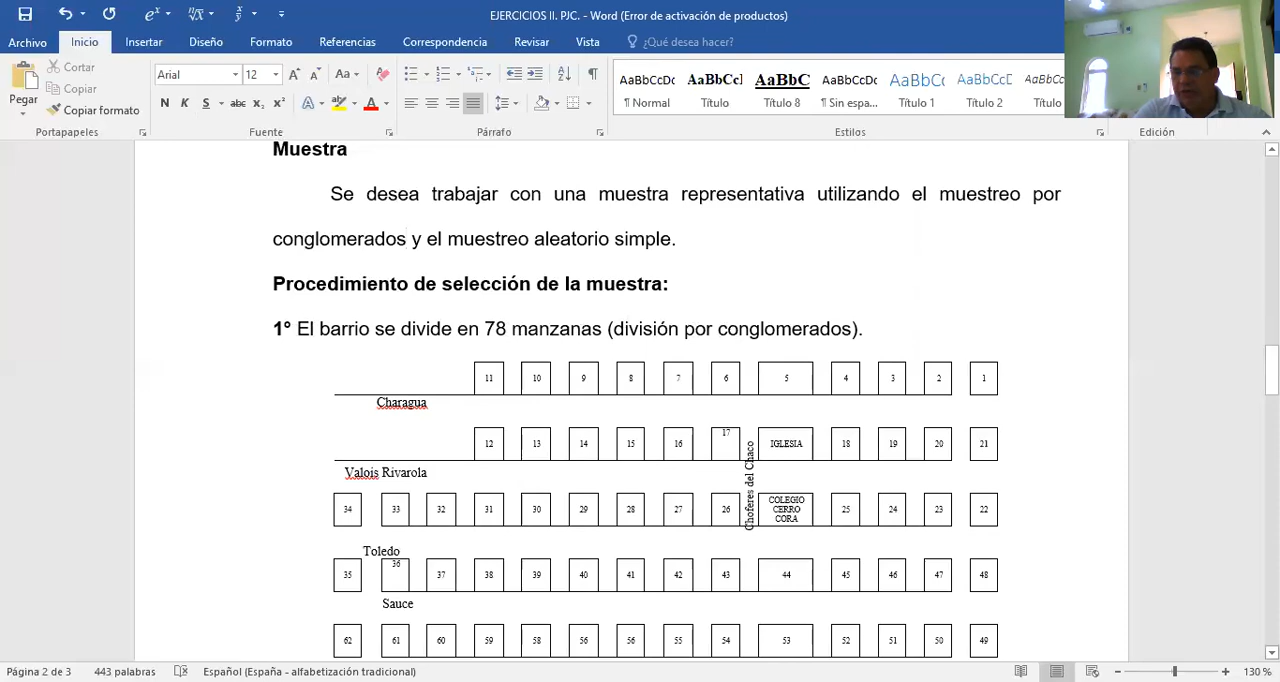 EJERCICIOS II. PJC. - Word (Error de activación de productos)
Archivo Inicio Insertar Diseño Formato Referencias Correspondencia Revisar Vista ¿Qué desea hacer?
Pegar Cortar
Copiar
Copiar formato
Portapapeles
Arial 12
N K S abc x₂ x²
Fuente
Párrafo
AaBbCcDc AaBbCcI AaBbC AaBbCcDc AaBbCc AaBbCcD AaBbCc
¶ Normal Título Título 8 ¶ Sin espa... Título 1 Título 2 Título
Estilos
Edición
Muestra
Se desea trabajar con una muestra representativa utilizando el muestreo por
conglomerados y el muestreo aleatorio simple.
Procedimiento de selección de la muestra:
1° El barrio se divide en 78 manzanas (división por conglomerados).
11 10 9 8 7 6 5 4 3 2 1
Charagua
12 13 14 15 16 17 IGLESIA 18 19 20 21
Valois Rivarola
Choferes del Chaco
34 33 32 31 30 29 28 27 26 COLEGIO CERRO CORA 25 24 23 22
Toledo
35 36 37 38 39 40 41 42 43 44 45 46 47 48
Sauce
62 61 60 59 58 56 56 55 54 53 52 51 50 49
Página 2 de 3 443 palabras Español (España - alfabetización tradicional) 130 %